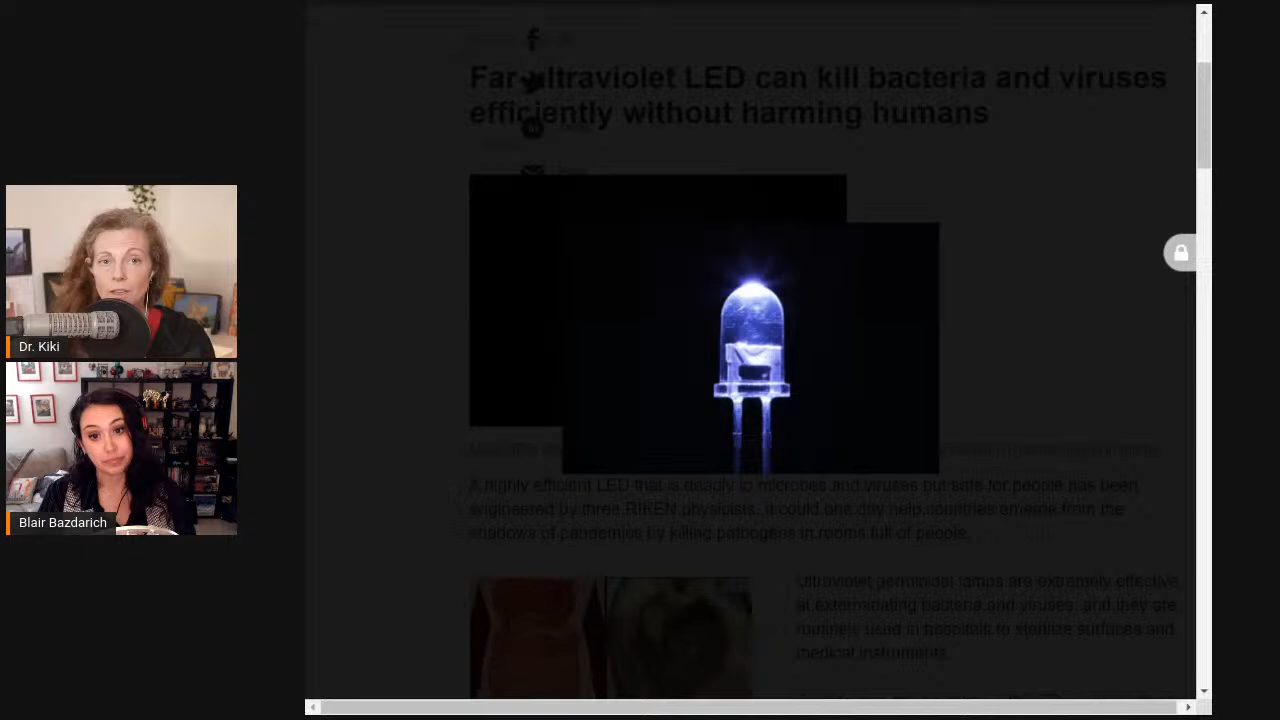 Far-ultraviolet LED can kill bacteria and viruses
efficiently without harming humans
Dr. Kiki
Blair Bazdarich
A highly efficient LED that is deadly to microbes and viruses but safe for people has been
engineered by three RIKEN physicists. It could one day help countries emerge from the
shadows of pandemics by killing pathogens in rooms full of people.
Ultraviolet germicidal lamps are extremely effective
at exterminating bacteria and viruses, and they are
routinely used in hospitals to sterilize surfaces and
medical instruments.